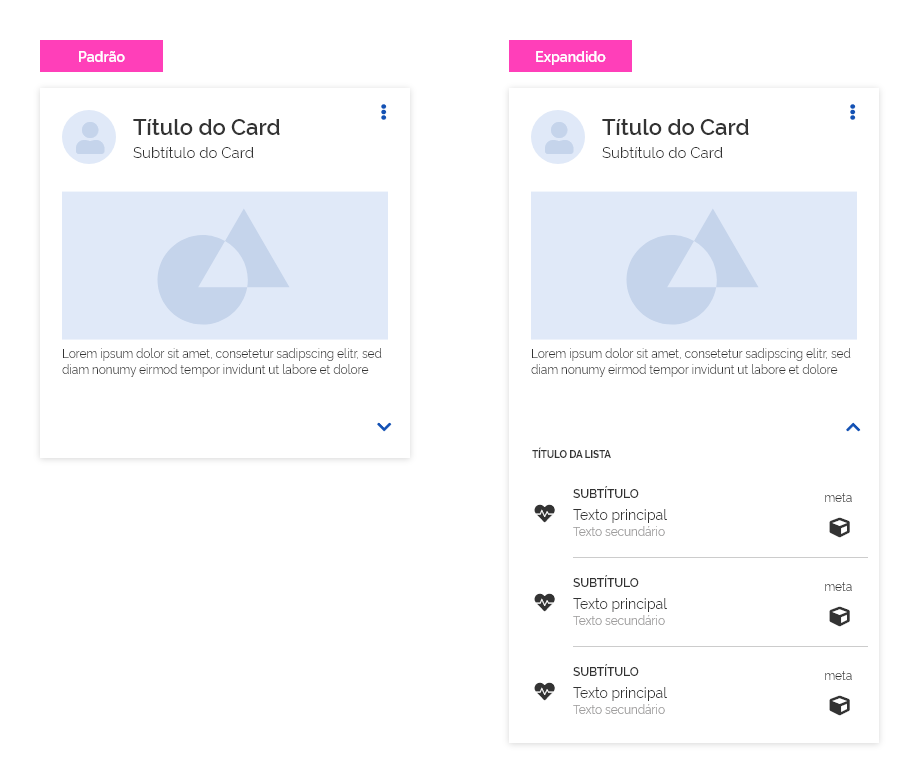 Padrão
Título do Card
Subtítulo do Card
Lorem ipsum dolor sit amet, consetetur sadipscing elitr, sed
diam nonumy eirmod tempor invidunt ut labore et dolore
Expandido
Título do Card
Subtítulo do Card
Lorem ipsum dolor sit amet, consetetur sadipscing elitr, sed
diam nonumy eirmod tempor invidunt ut labore et dolore
TÍTULO DA LISTA
SUBTÍTULO
meta
Texto principal
Texto secundário
SUBTÍTULO
meta
Texto principal
Texto secundário
SUBTÍTULO
meta
Texto principal
Texto secundário